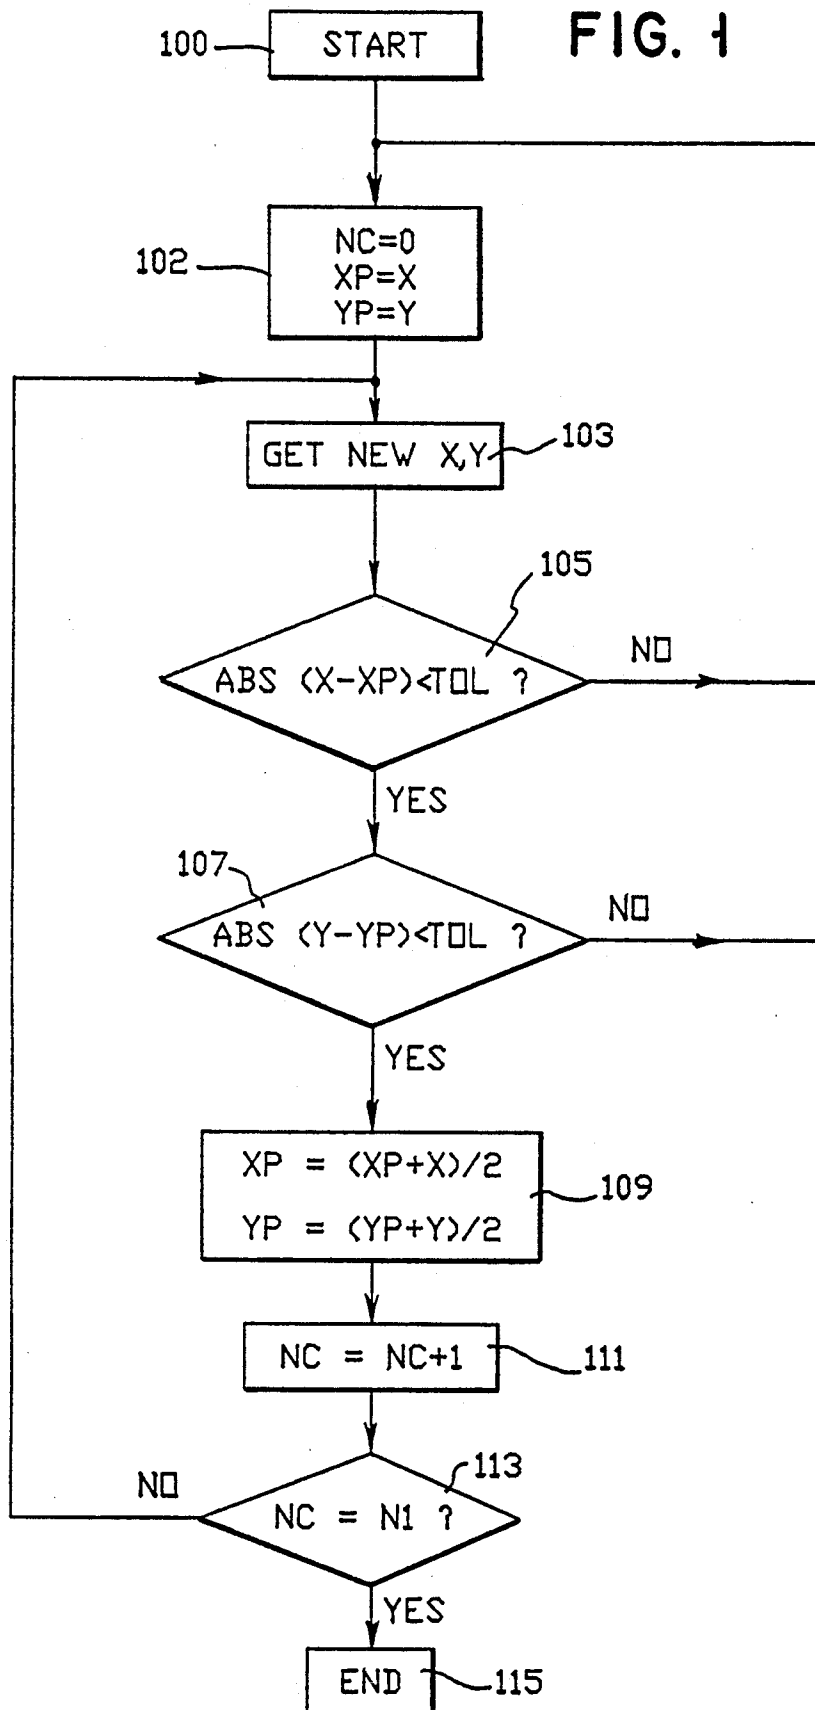 FIG. 1
100 START
102
NC=0
XP=X
YP=Y
GET NEW X,Y 103
105
ABS (X-XP)<TOL ? NO
YES
107
ABS (Y-YP)<TOL ? NO
YES
XP = (XP+X)/2
109
YP = (YP+Y)/2
NC = NC+1 111
113
NO
NC = N1 ?
YES
END 115